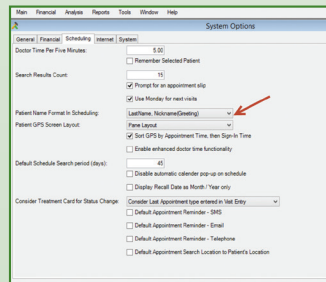 Main Financial Analysis Reports Tools Window Help
System Options
General Financial Scheduling Internet System
Doctor Time Per Five Minutes: 5.00
Remember Selected Patient
Search Results Count: 15
Prompt for an appointment slip
Use Monday for next visits
Patient Name Format In Scheduling: LastName, Nickname(Greeting)
Patient GPS Screen Layout: Pane Layout
Sort GPS by Appointment Time, then Sign-In Time
Enable enhanced doctor time functionality
Default Schedule Search period (days): 45
Disable automatic calender pop-up on schedule
Display Recall Date as Month / Year only
Consider Treatment Card for Status Change: Consider Last Appointment type entered in Visit Entry
Default Appointment Reminder - SMS
Default Appointment Reminder - Email
Default Appointment Reminder - Telephone
Default Appointment Search Location to Patient's Location